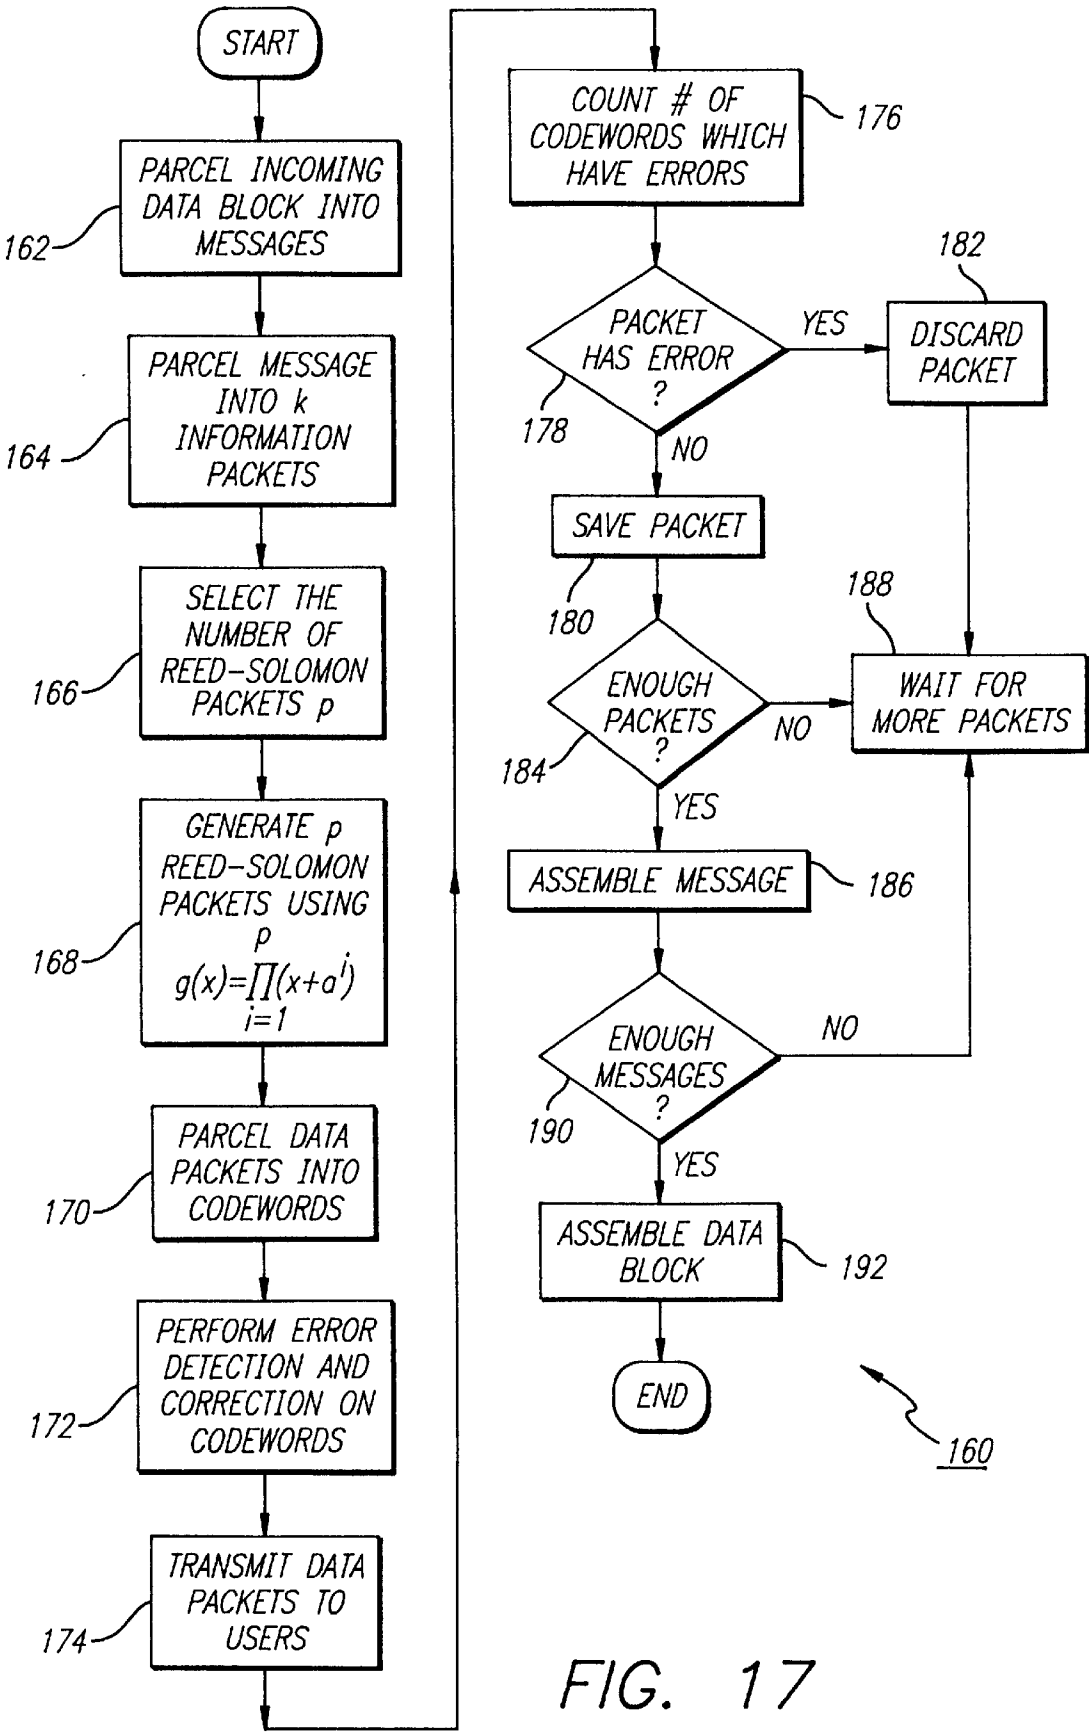 START
PARCEL INCOMING
DATA BLOCK INTO
MESSAGES
162
PARCEL MESSAGE
INTO k
INFORMATION
PACKETS
164
SELECT THE
NUMBER OF
REED-SOLOMON
PACKETS p
166
GENERATE p
REED-SOLOMON
PACKETS USING
p
g(x)=∏(x+a^i)
i=1
168
PARCEL DATA
PACKETS INTO
CODEWORDS
170
PERFORM ERROR
DETECTION AND
CORRECTION ON
CODEWORDS
172
TRANSMIT DATA
PACKETS TO
USERS
174
COUNT # OF
CODEWORDS WHICH
HAVE ERRORS
176
PACKET
HAS ERROR
?
178
YES
NO
182
DISCARD
PACKET
SAVE PACKET
180
188
WAIT FOR
MORE PACKETS
ENOUGH
PACKETS
?
184
NO
YES
ASSEMBLE MESSAGE
186
ENOUGH
MESSAGES
?
190
NO
YES
ASSEMBLE DATA
BLOCK
192
END
160
FIG. 17